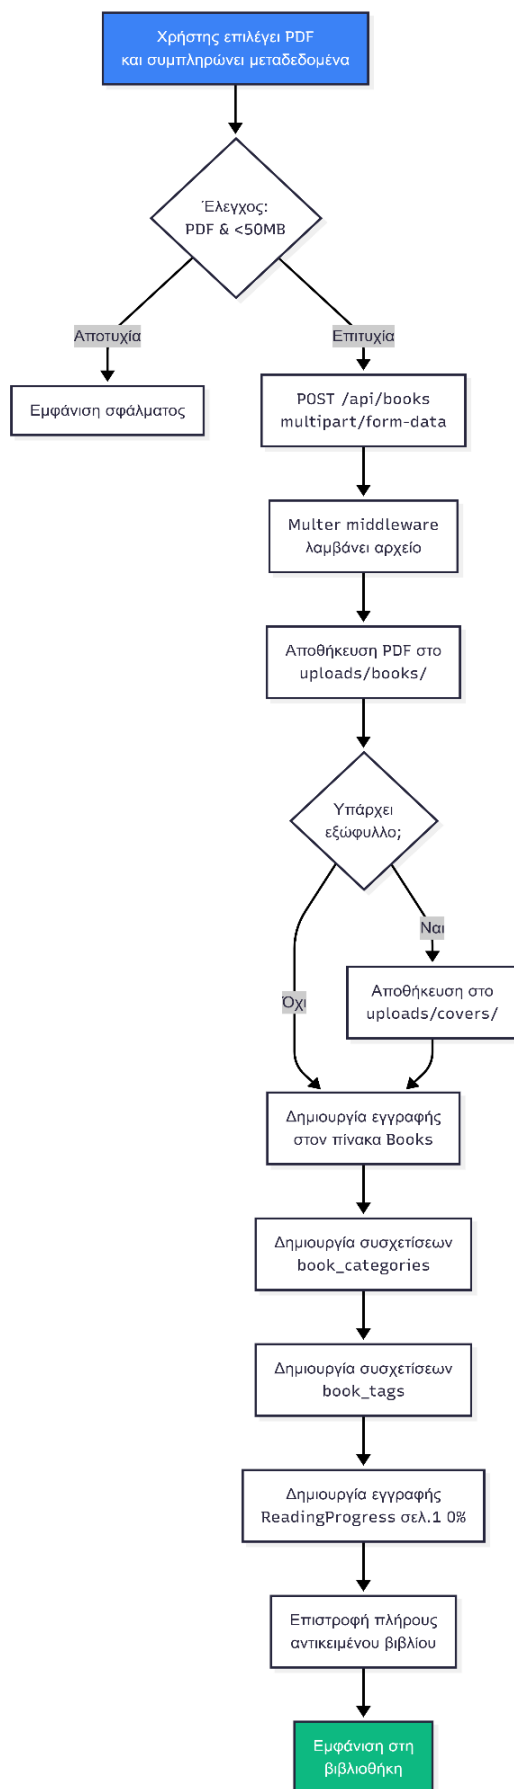 Χρήστης επιλέγει PDF
και συμπληρώνει μεταδεδομένα
Έλεγχος:
PDF & <50MB
Αποτυχία
Επιτυχία
Εμφάνιση σφάλματος
POST /api/books
multipart/form-data
Multer middleware
λαμβάνει αρχείο
Αποθήκευση PDF στο
uploads/books/
Υπάρχει
εξώφυλλο;
Ναι
Όχι
Αποθήκευση στο
uploads/covers/
Δημιουργία εγγραφής
στον πίνακα Books
Δημιουργία συσχετίσεων
book_categories
Δημιουργία συσχετίσεων
book_tags
Δημιουργία εγγραφής
ReadingProgress σελ.1 0%
Επιστροφή πλήρους
αντικειμένου βιβλίου
Εμφάνιση στη
βιβλιοθήκη